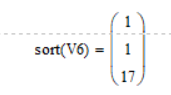 1
sort(V6) = 1
17